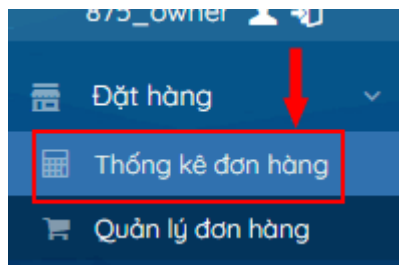 875_owner
Đặt hàng
Thống kê đơn hàng
Quản lý đơn hàng